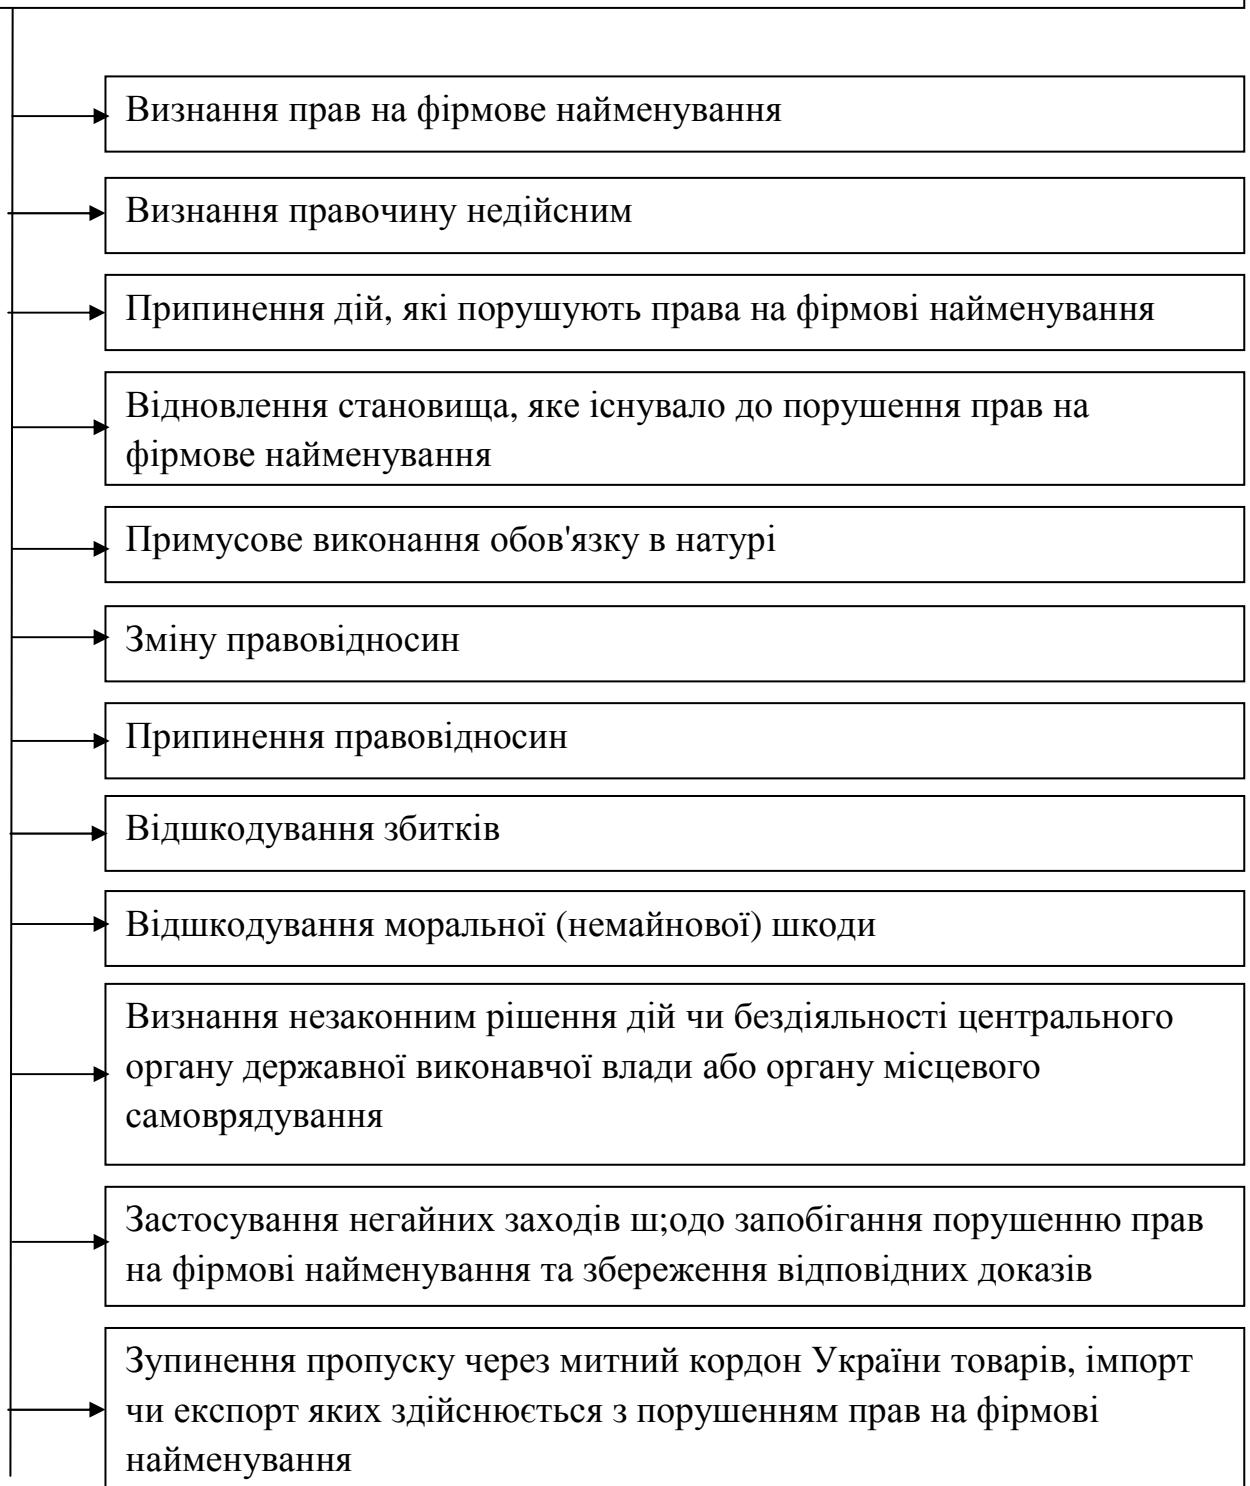 Визнання прав на фірмове найменування
Визнання правочину недійсним
Припинення дій, які порушують права на фірмові найменування
Відновлення становища, яке існувало до порушення прав на
фірмове найменування
Примусове виконання обов'язку в натурі
Зміну правовідносин
Припинення правовідносин
Відшкодування збитків
Відшкодування моральної (немайнової) шкоди
Визнання незаконним рішення дій чи бездіяльності центрального
органу державної виконавчої влади або органу місцевого
самоврядування
Застосування негайних заходів ш;одо запобігання порушенню прав
на фірмові найменування та збереження відповідних доказів
Зупинення пропуску через митний кордон України товарів, імпорт
чи експорт яких здійснюється з порушенням прав на фірмові
найменування